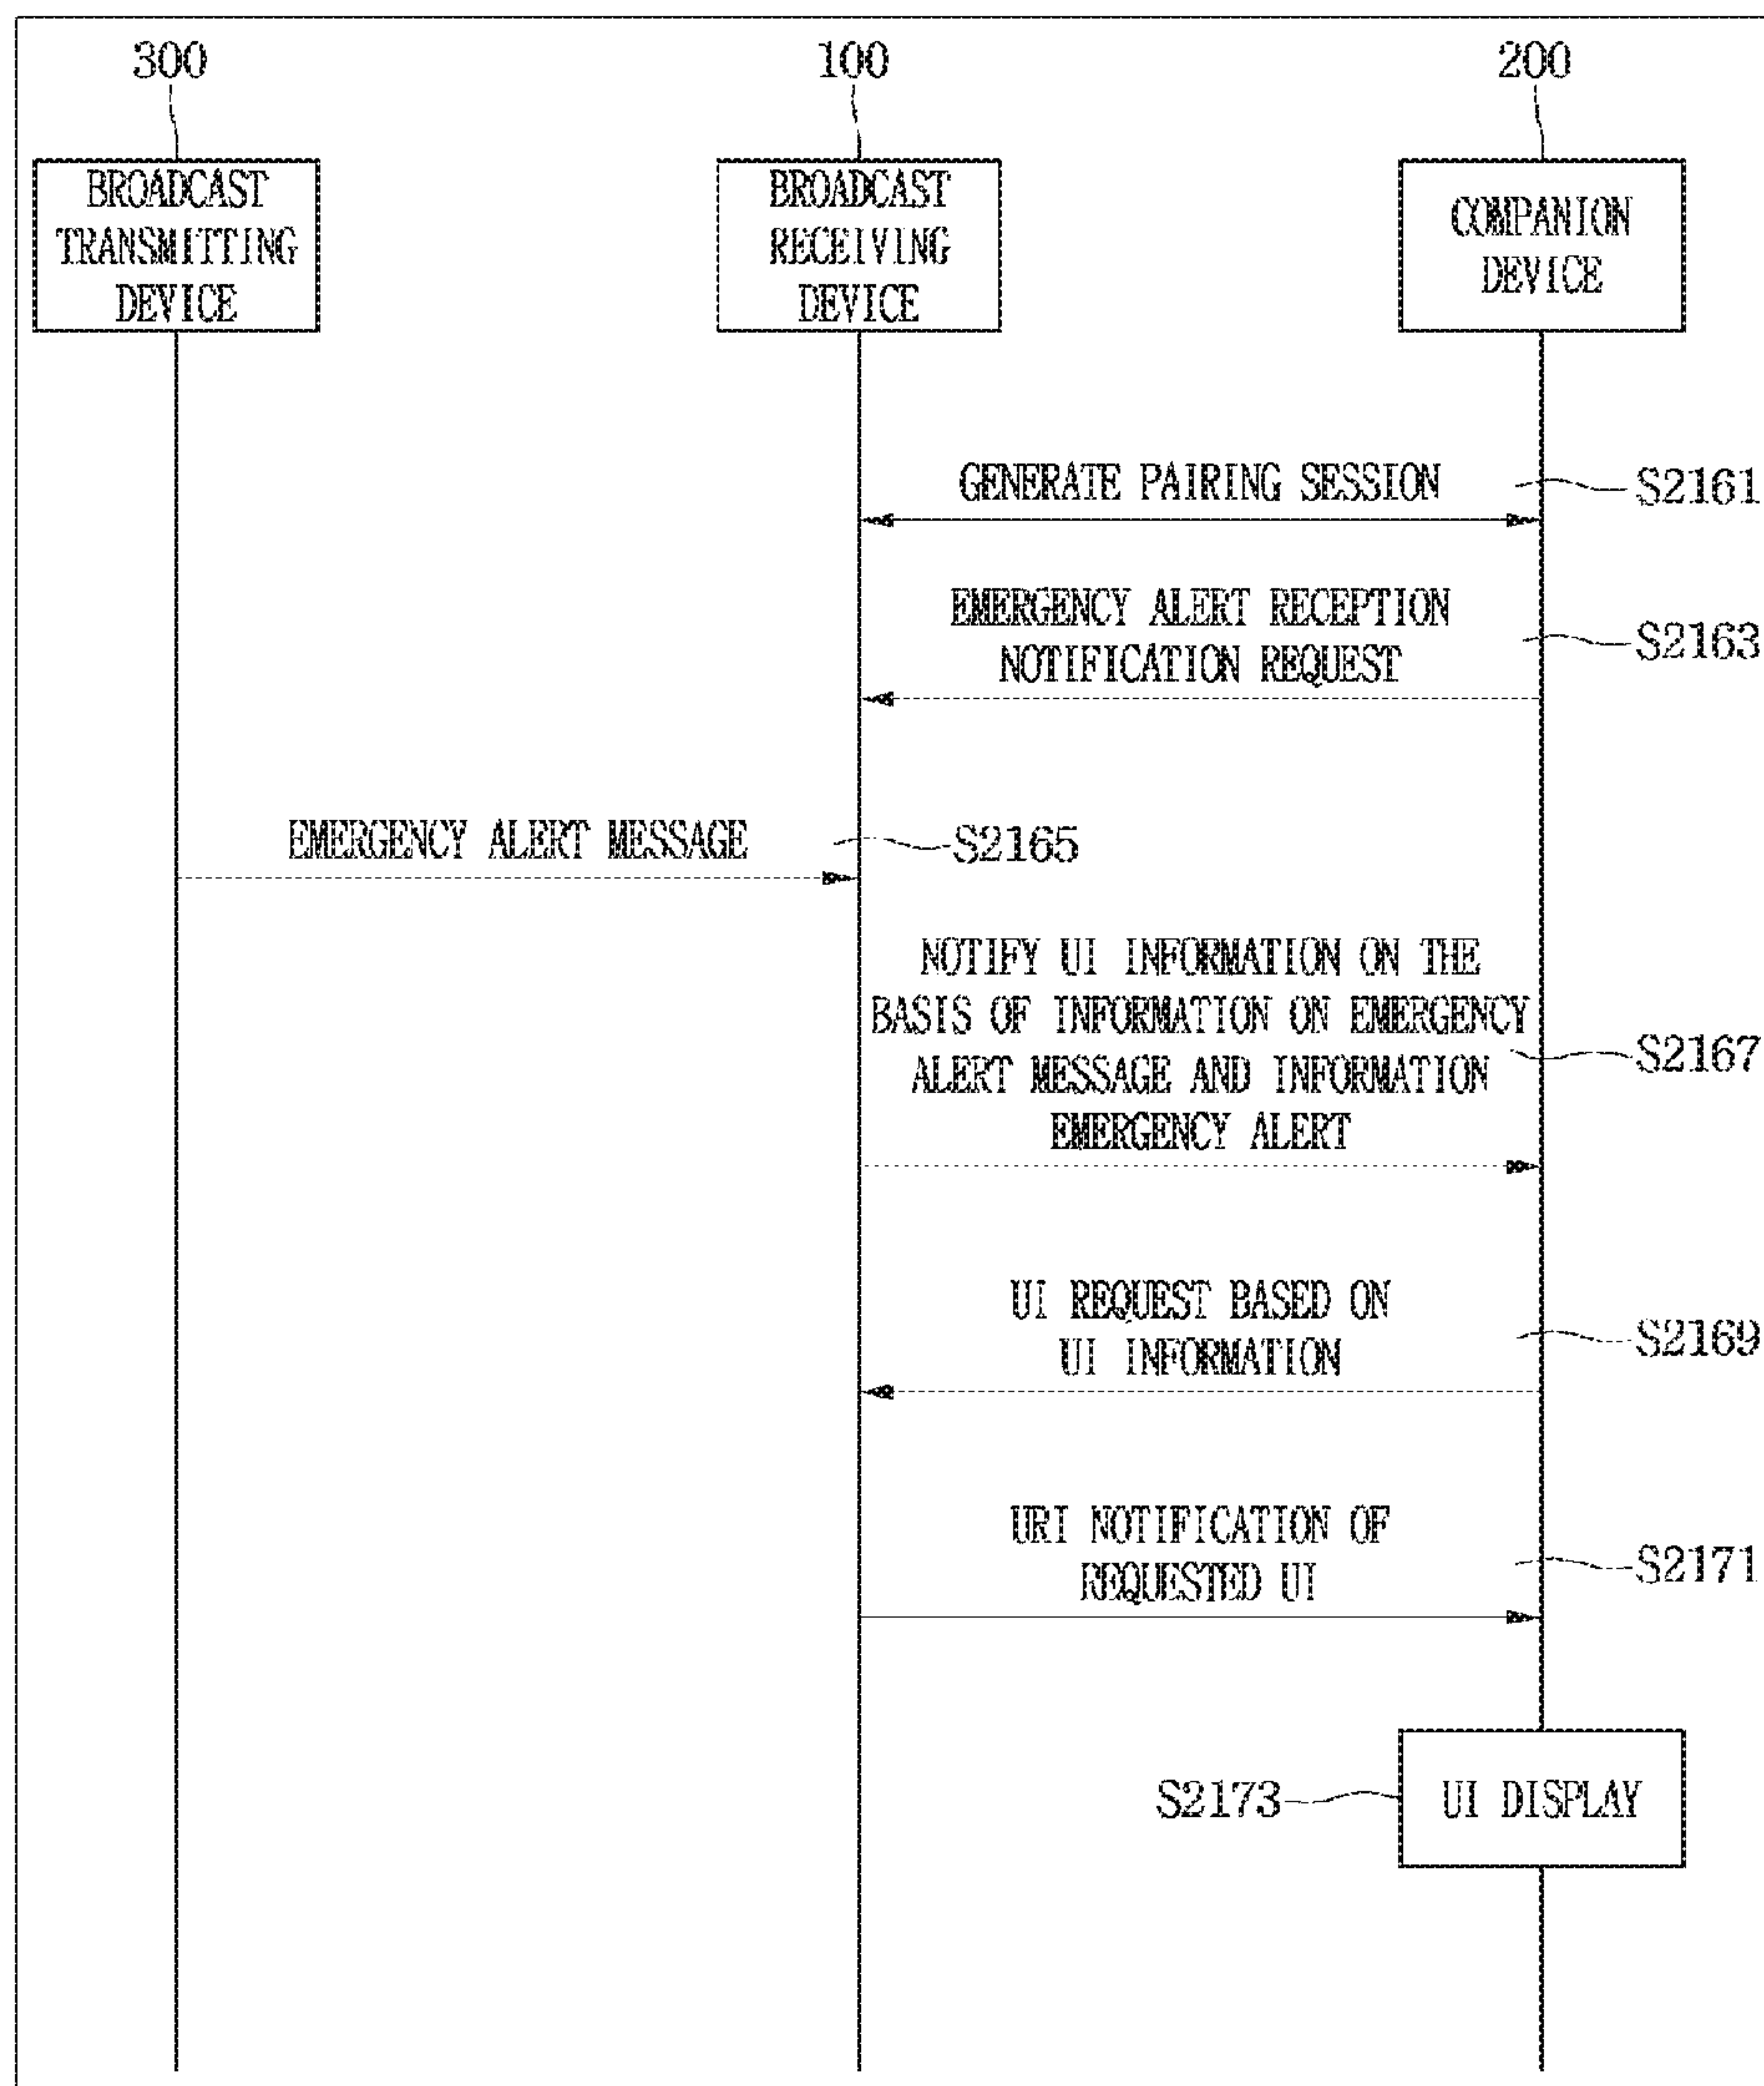 300
100
200
BROADCAST
TRANSMITTING
DEVICE
BROADCAST
RECEIVING
DEVICE
COMPANION
DEVICE
GENERATE PAIRING SESSION
S2161
EMERGENCY ALERT RECEPTION
NOTIFICATION REQUEST
S2163
EMERGENCY ALERT MESSAGE
S2165
NOTIFY UI INFORMATION ON THE
BASIS OF INFORMATION ON EMERGENCY
ALERT MESSAGE AND INFORMATION
EMERGENCY ALERT
S2167
UI REQUEST BASED ON
UI INFORMATION
S2169
URI NOTIFICATION OF
REQUESTED UI
S2171
S2173
UI DISPLAY